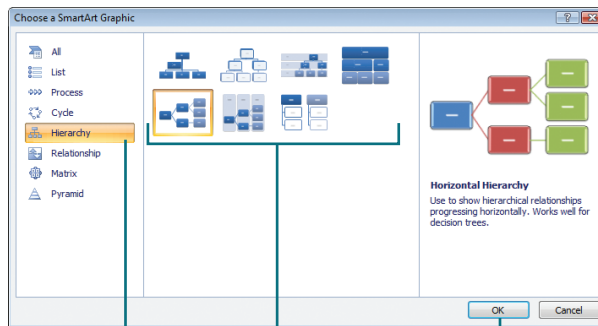 Choose a SmartArt Graphic
All
List
Process
Cycle
Hierarchy
Relationship
Matrix
Pyramid
Horizontal Hierarchy
Use to show hierarchical relationships
progressing horizontally. Works well for
decision trees.
OK
Cancel